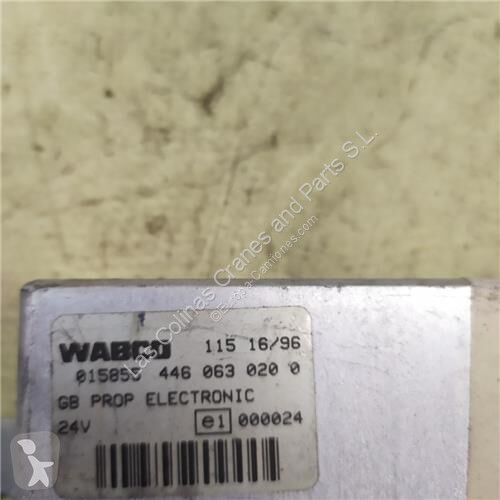 WABCO 115 16/96
015855 446 063 020 0
GB PROP ELECTRONIC
24V e1 000024
Las Colinas Cranes and Parts S.L.